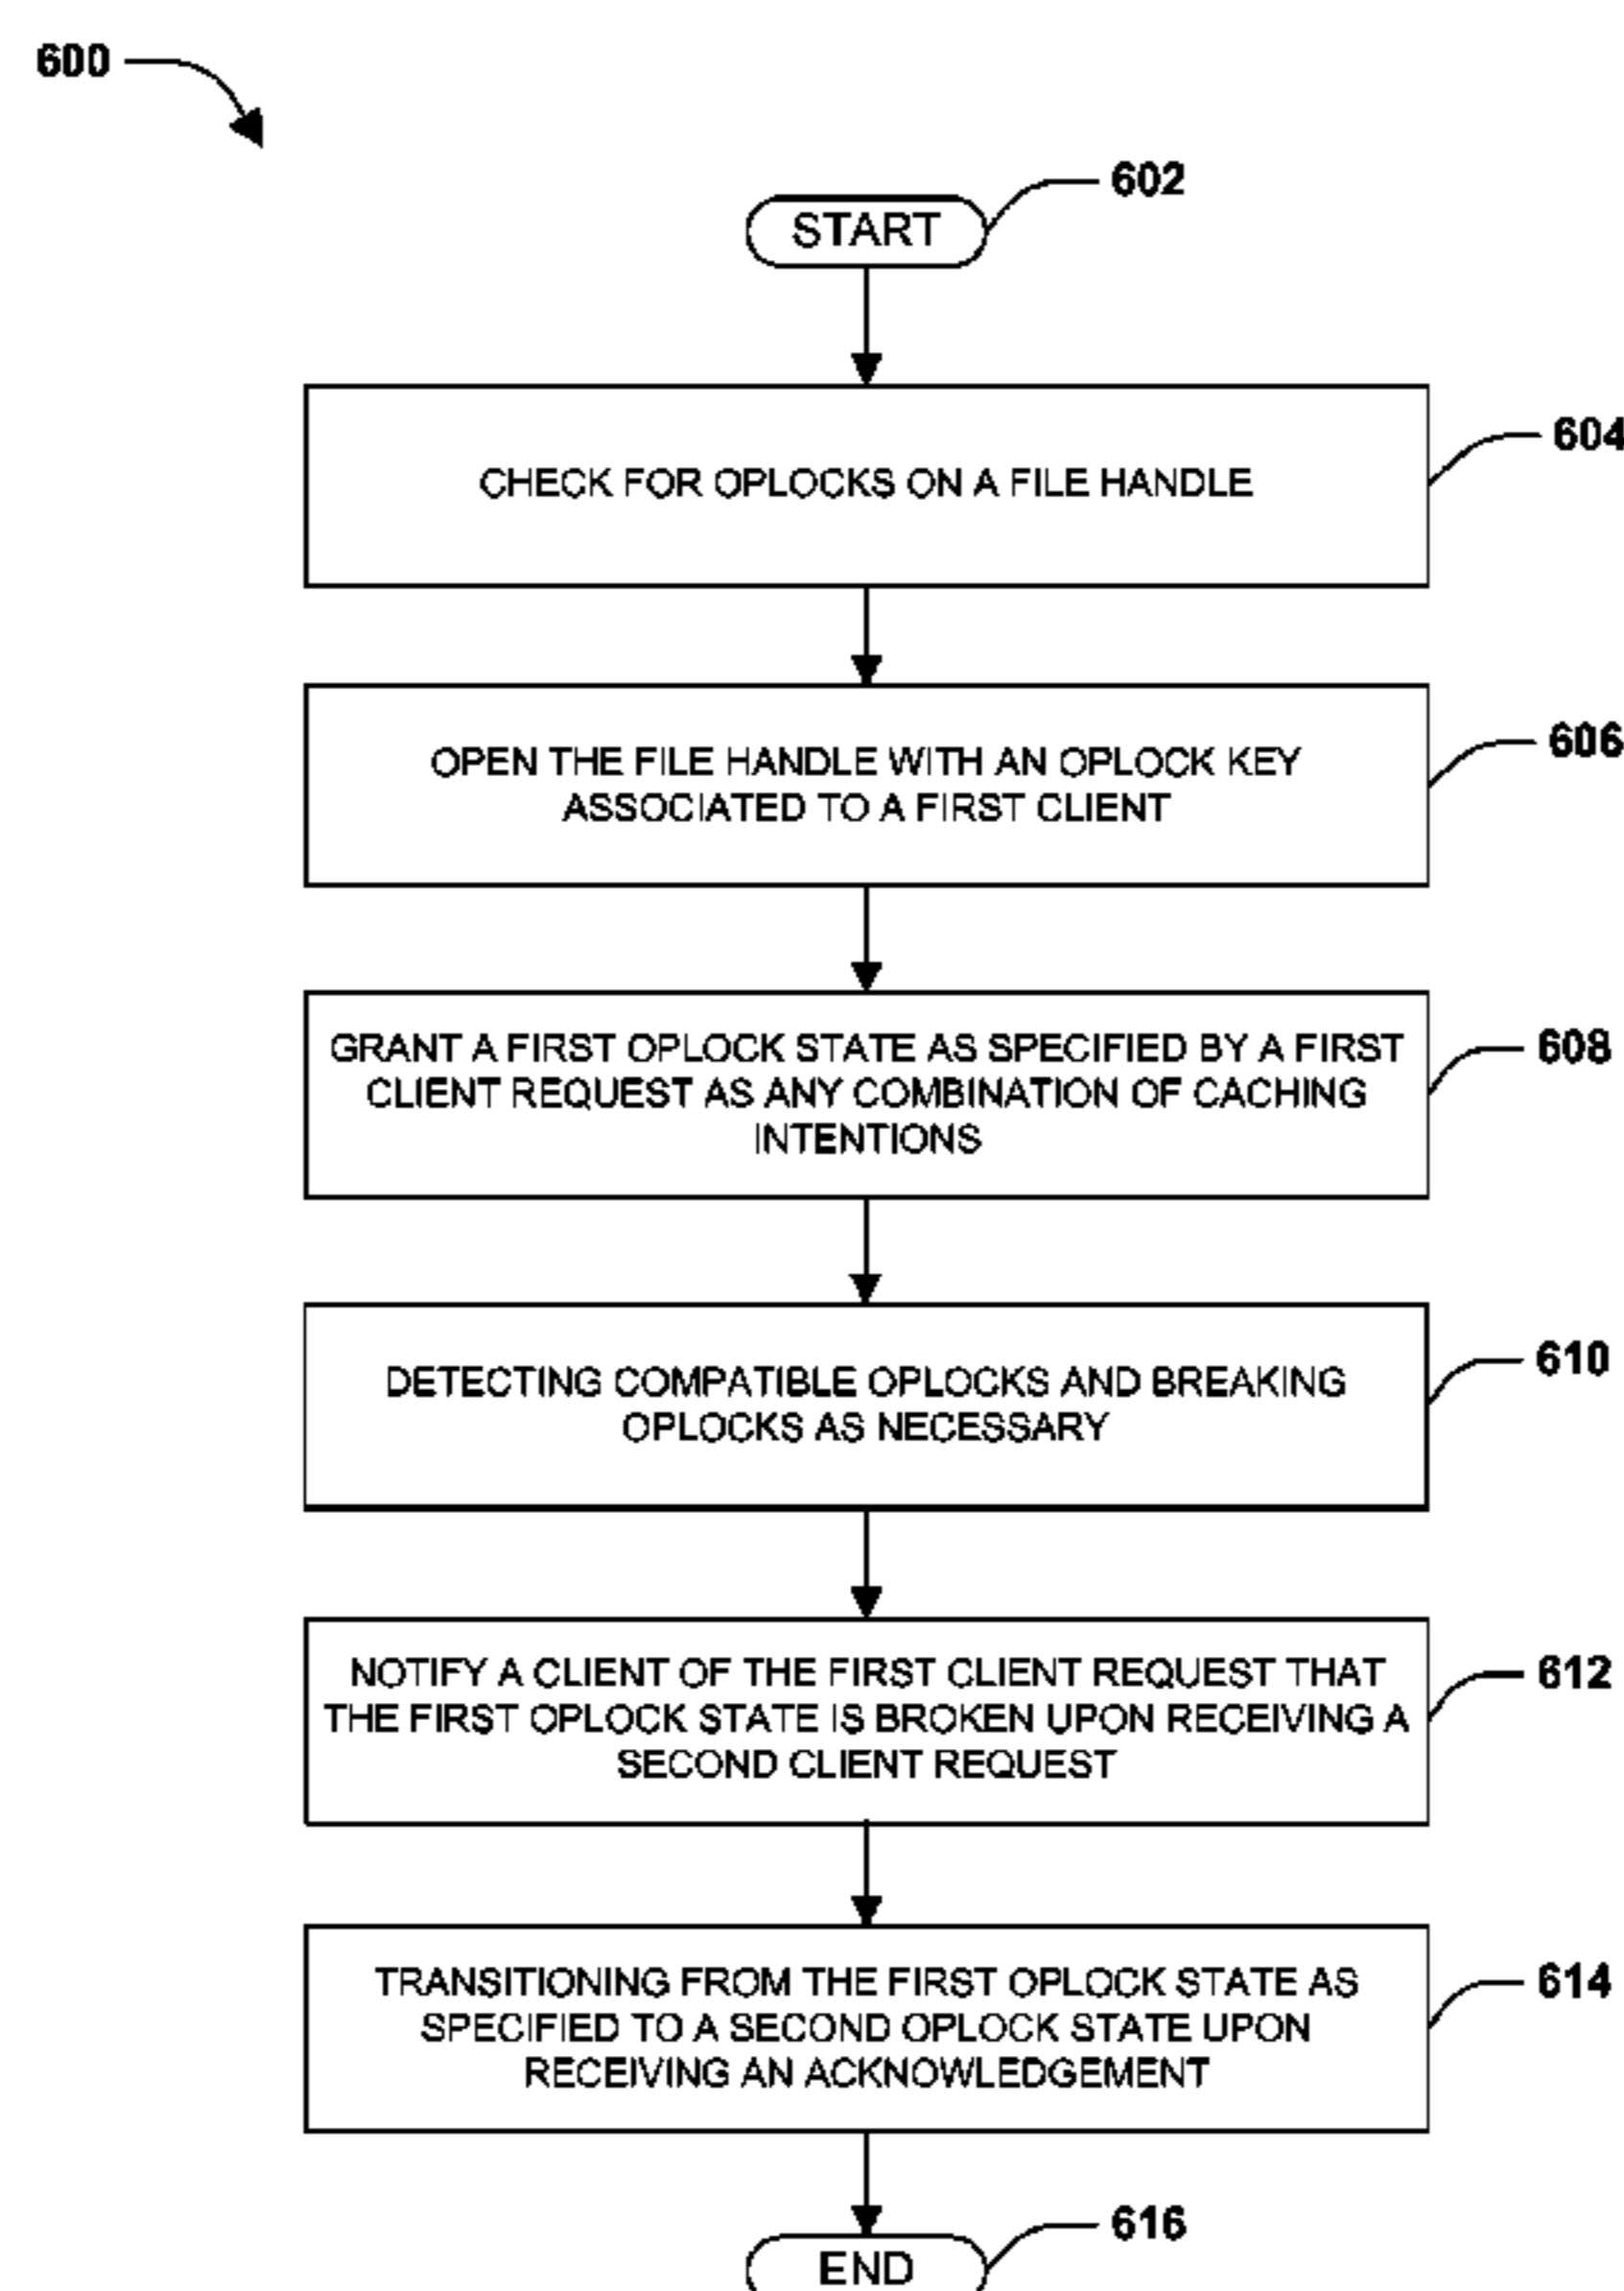 600
602
START
604
CHECK FOR OPLOCKS ON A FILE HANDLE
606
OPEN THE FILE HANDLE WITH AN OPLOCK KEY
ASSOCIATED TO A FIRST CLIENT
608
GRANT A FIRST OPLOCK STATE AS SPECIFIED BY A FIRST
CLIENT REQUEST AS ANY COMBINATION OF CACHING
INTENTIONS
610
DETECTING COMPATIBLE OPLOCKS AND BREAKING
OPLOCKS AS NECESSARY
612
NOTIFY A CLIENT OF THE FIRST CLIENT REQUEST THAT
THE FIRST OPLOCK STATE IS BROKEN UPON RECEIVING A
SECOND CLIENT REQUEST
614
TRANSITIONING FROM THE FIRST OPLOCK STATE AS
SPECIFIED TO A SECOND OPLOCK STATE UPON
RECEIVING AN ACKNOWLEDGEMENT
616
END